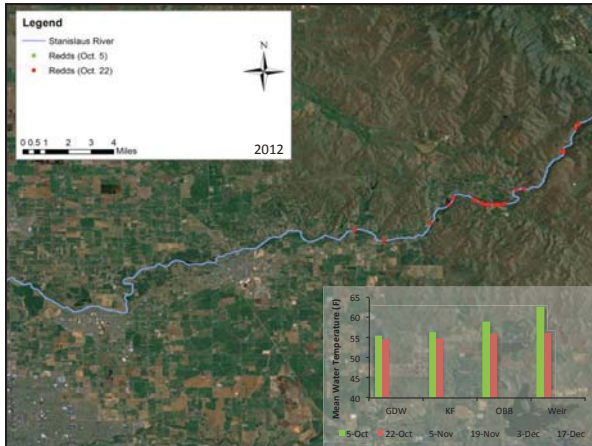 Legend
Stanislaus River
Redds (Oct. 5)
Redds (Oct. 22)
N
0 0.5 1 2 3 4
Miles
2012
Mean Water Temperature (F)
65
60
55
50
45
40
GDW KF OBB Weir
5-Oct 22-Oct 5-Nov 19-Nov 3-Dec 17-Dec